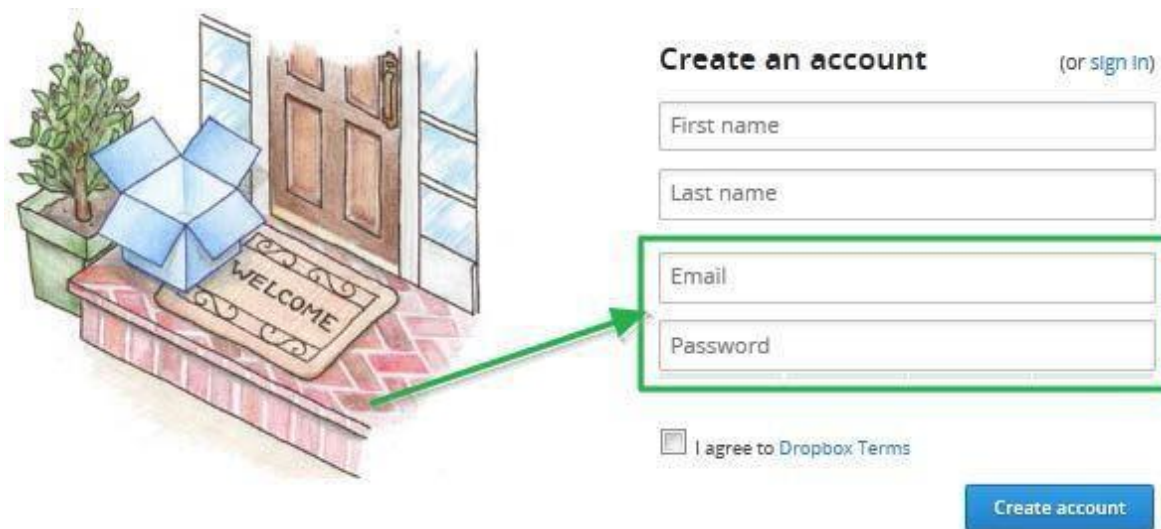 WELCOME
Create an account (or sign in)
First name
Last name
Email
Password
I agree to Dropbox Terms
Create account